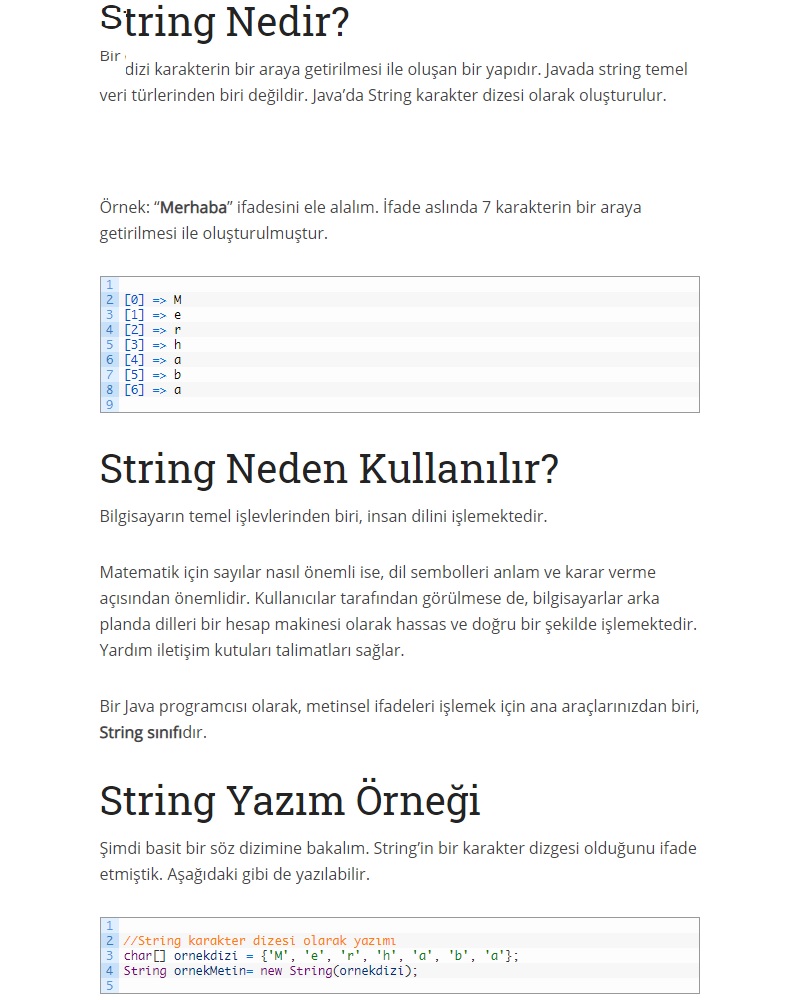 String Nedir?
Bir
dizi karakterin bir araya getirilmesi ile oluşan bir yapıdır. Javada string temel
veri türlerinden biri değildir. Java’da String karakter dizesi olarak oluşturulur.
Örnek: “Merhaba” ifadesini ele alalım. İfade aslında 7 karakterin bir araya
getirilmesi ile oluşturulmuştur.
1
2 [0] => M
3 [1] => e
4 [2] => r
5 [3] => h
6 [4] => a
7 [5] => b
8 [6] => a
9
String Neden Kullanılır?
Bilgisayarın temel işlevlerinden biri, insan dilini işlemektedir.
Matematik için sayılar nasıl önemli ise, dil sembolleri anlam ve karar verme
açısından önemlidir. Kullanıcılar tarafından görülmese de, bilgisayarlar arka
planda dilleri bir hesap makinesi olarak hassas ve doğru bir şekilde işlemektedir.
Yardım iletişim kutuları talimatları sağlar.
Bir Java programcısı olarak, metinsel ifadeleri işlemek için ana araçlarınızdan biri,
String sınıfıdır.
String Yazım Örneği
Şimdi basit bir söz dizimine bakalım. String’in bir karakter dizgesi olduğunu ifade
etmiştik. Aşağıdaki gibi de yazılabilir.
1
2 //String karakter dizesi olarak yazımı
3 char[] ornekdizi = {'M', 'e', 'r', 'h', 'a', 'b', 'a'};
4 String ornekMetin= new String(ornekdizi);
5